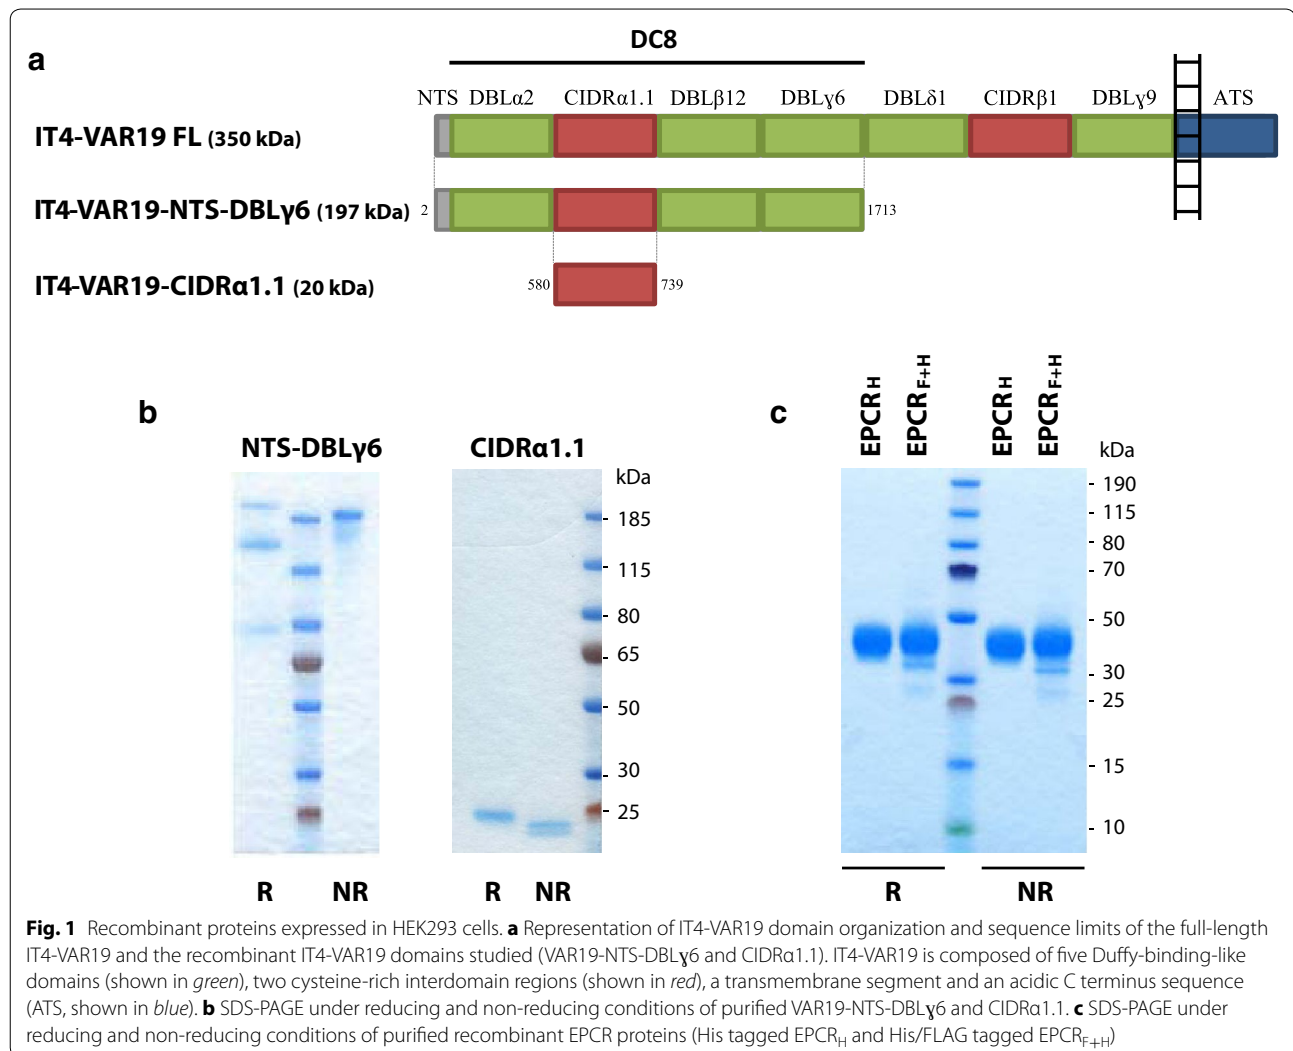 a
DC8
NTS DBLα2 CIDRα1.1 DBLβ12 DBLɣ6 DBLδ1 CIDRβ1 DBLɣ9 ATS
IT4-VAR19 FL (350 kDa)
IT4-VAR19-NTS-DBLγ6 (197 kDa) 2 1713
IT4-VAR19-CIDRα1.1 (20 kDa) 580 739
b
NTS-DBLγ6 CIDRα1.1
kDa
185
115
80
65
50
30
25
R NR R NR
c
EPCRH EPCRF+H EPCRH EPCRF+H
kDa
190
115
80
70
50
30
25
15
10
R NR
Fig. 1 Recombinant proteins expressed in HEK293 cells. a Representation of IT4-VAR19 domain organization and sequence limits of the full-length
IT4-VAR19 and the recombinant IT4-VAR19 domains studied (VAR19-NTS-DBLɣ6 and CIDRα1.1). IT4-VAR19 is composed of five Duffy-binding-like
domains (shown in green), two cysteine-rich interdomain regions (shown in red), a transmembrane segment and an acidic C terminus sequence
(ATS, shown in blue). b SDS-PAGE under reducing and non-reducing conditions of purified VAR19-NTS-DBLɣ6 and CIDRα1.1. c SDS-PAGE under
reducing and non-reducing conditions of purified recombinant EPCR proteins (His tagged EPCRH and His/FLAG tagged EPCRF+H)